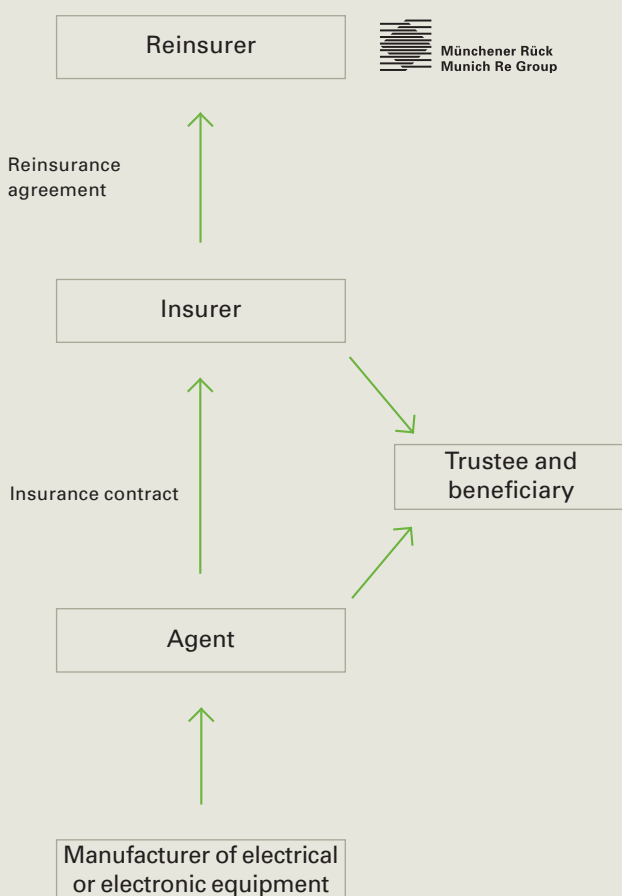 Reinsurer
Münchener Rück
Munich Re Group
Reinsurance
agreement
Insurer
Trustee and
beneficiary
Insurance contract
Agent
Manufacturer of electrical
or electronic equipment